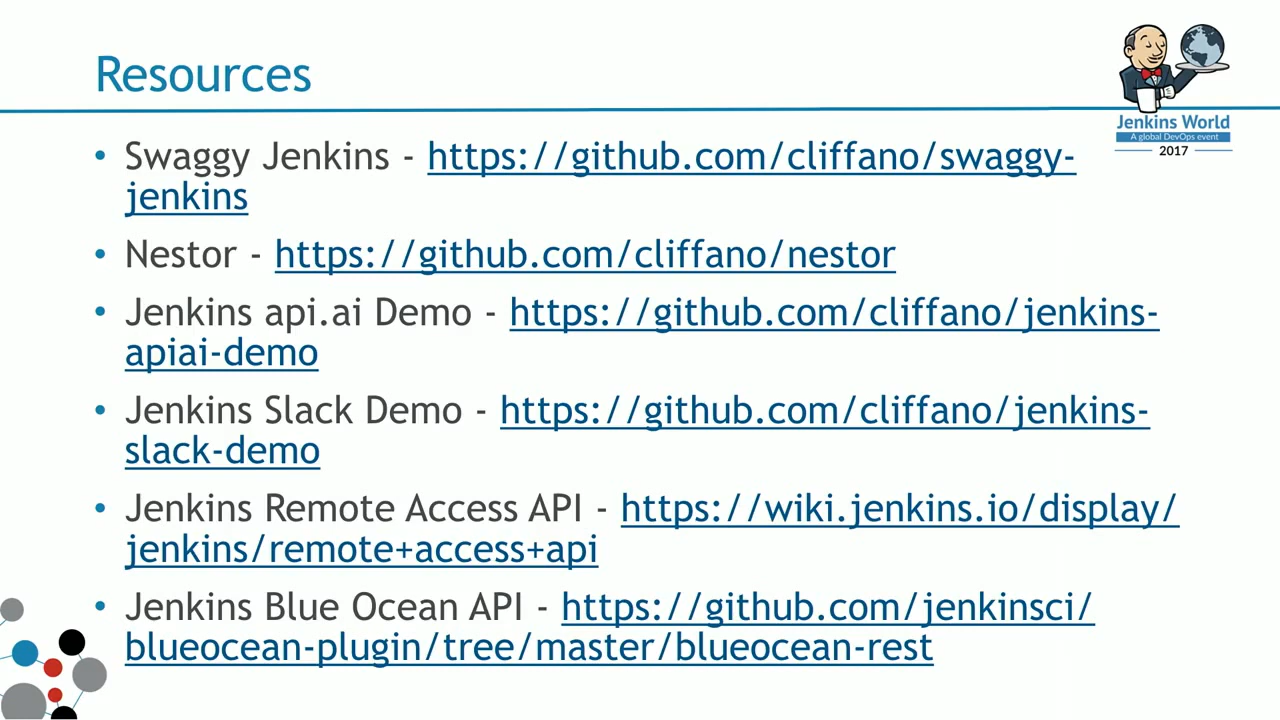 Resources
Jenkins World
A global DevOps event
2017
• Swaggy Jenkins - https://github.com/cliffano/swaggy-
jenkins
• Nestor - https://github.com/cliffano/nestor
• Jenkins api.ai Demo - https://github.com/cliffano/jenkins-
apiai-demo
• Jenkins Slack Demo - https://github.com/cliffano/jenkins-
slack-demo
• Jenkins Remote Access API - https://wiki.jenkins.io/display/
jenkins/remote+access+api
• Jenkins Blue Ocean API - https://github.com/jenkinsci/
blueocean-plugin/tree/master/blueocean-rest